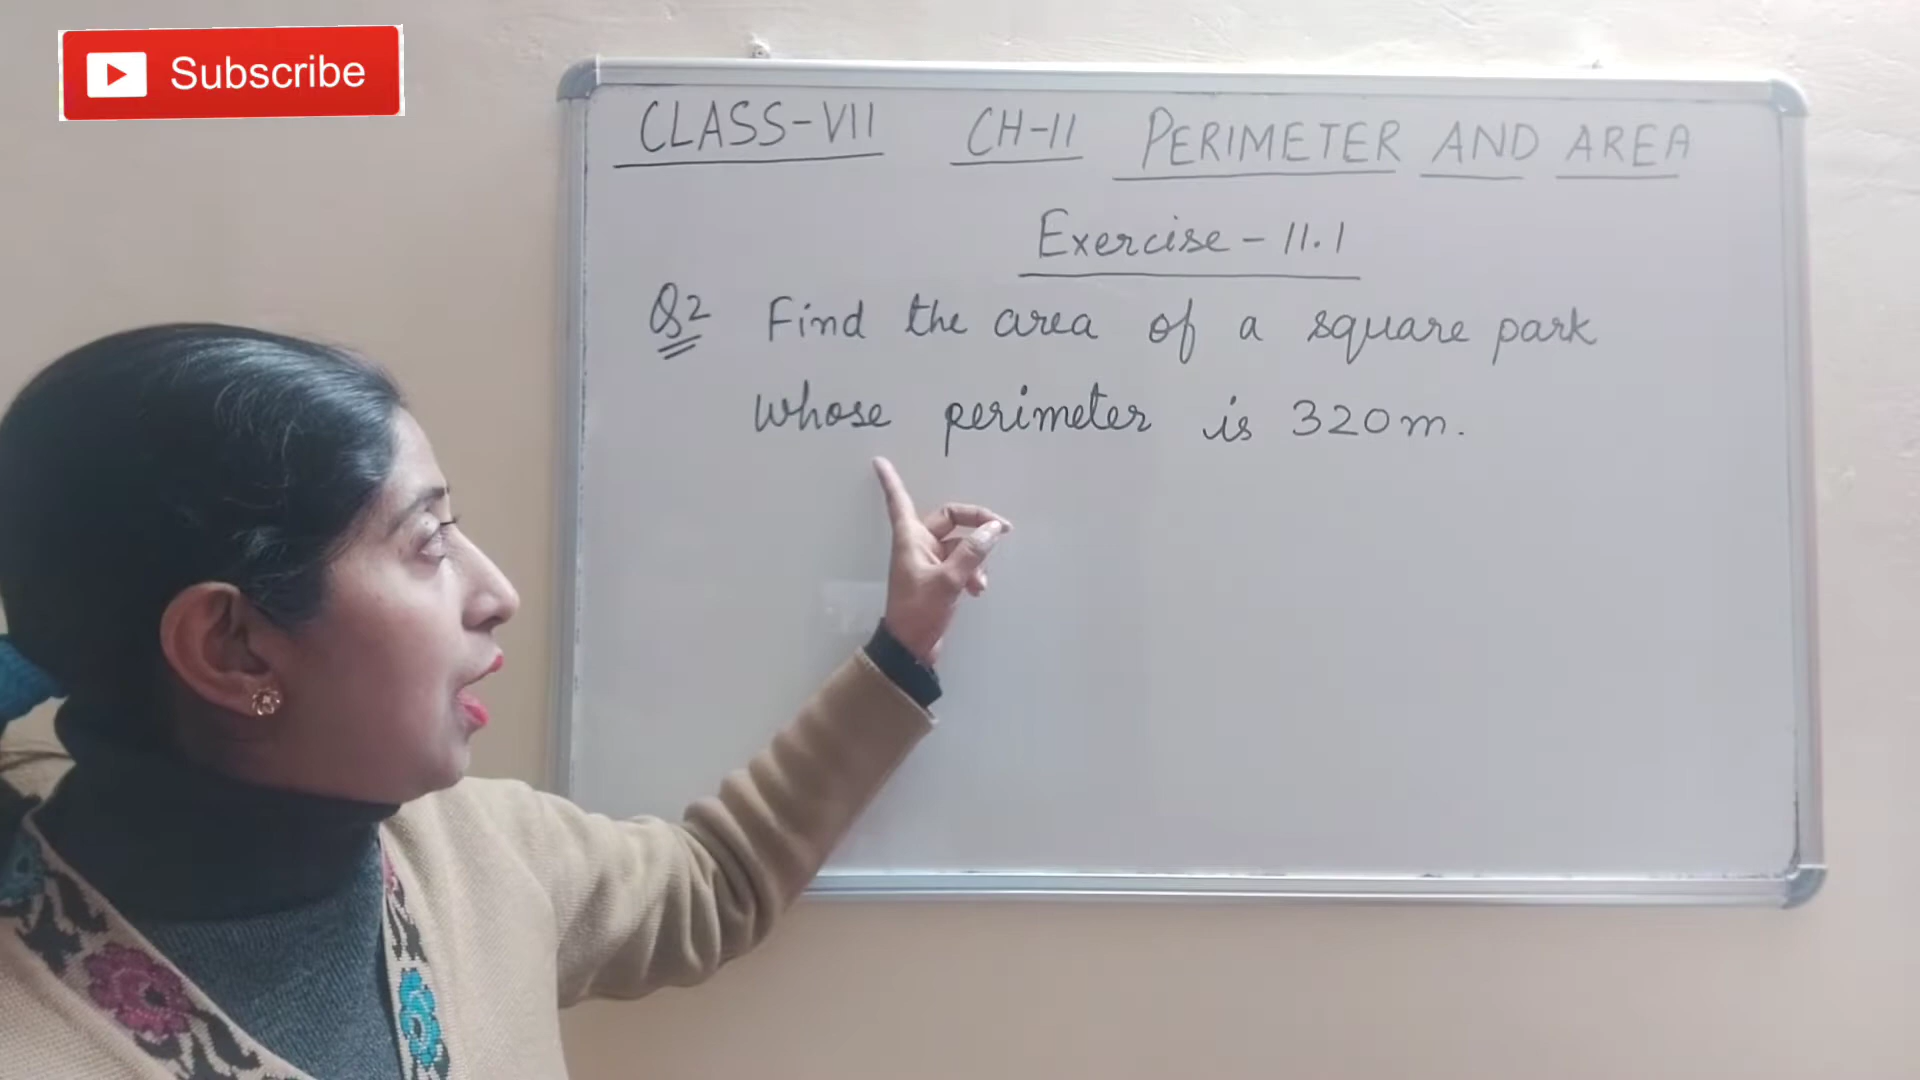 Subscribe
CLASS-VII CH-11 PERIMETER AND AREA
Exercise-11.1
Q2 Find the area of a square park
whose perimeter is 320m.